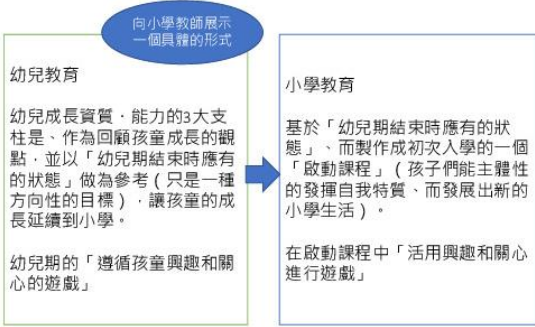 向小學教師展示
一個具體的形式
幼兒教育
幼兒成長資質．能力的3大支
柱是、作為回顧孩童成長的觀
點．並以「幼兒期結束時應有
的狀態」做為參考（只是一種
方向性的目標），讓孩童的成
長延續到小學。
幼兒期的「遵循孩童興趣和關
心的遊戲」
小學教育
基於「幼兒期結束時應有的狀
態」、而製作成初次入學的一個
「啟動課程」（孩子們能主體性
的發揮自我特質、而發展出新的
小學生活）。
在啟動課程中「活用興趣和關心
進行遊戲」